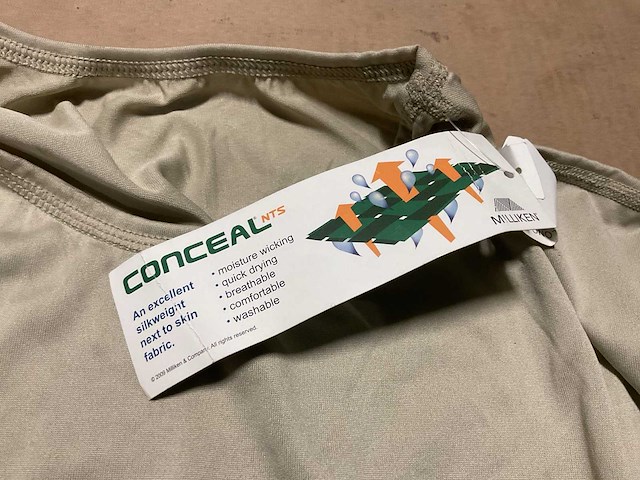 CONCEAL® NTS
An excellent
silkweight
next to skin
fabric.
• moisture wicking
• quick drying
• breathable
• comfortable
• washable
© 2009 Milliken & Company. All rights reserved.
MILLIKEN